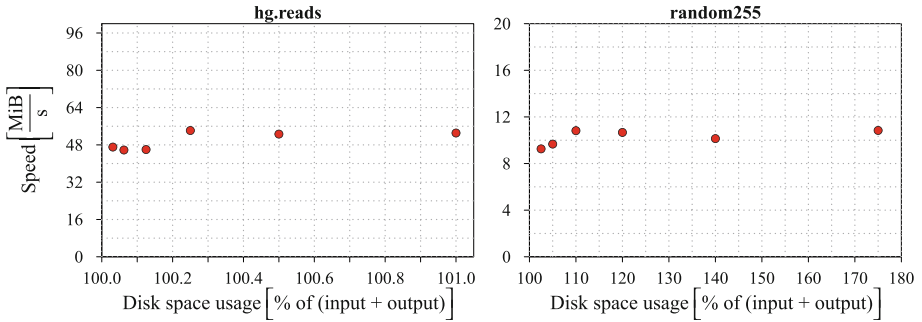 hg.reads
96
80
64
48
32
16
0
Speed [MiB/s]
100.0 100.2 100.5 100.6 100.8 101.0
Disk space usage [% of (input + output)]
random255
20
16
12
8
4
0
100 110 120 130 140 150 160 170 180
Disk space usage [% of (input + output)]